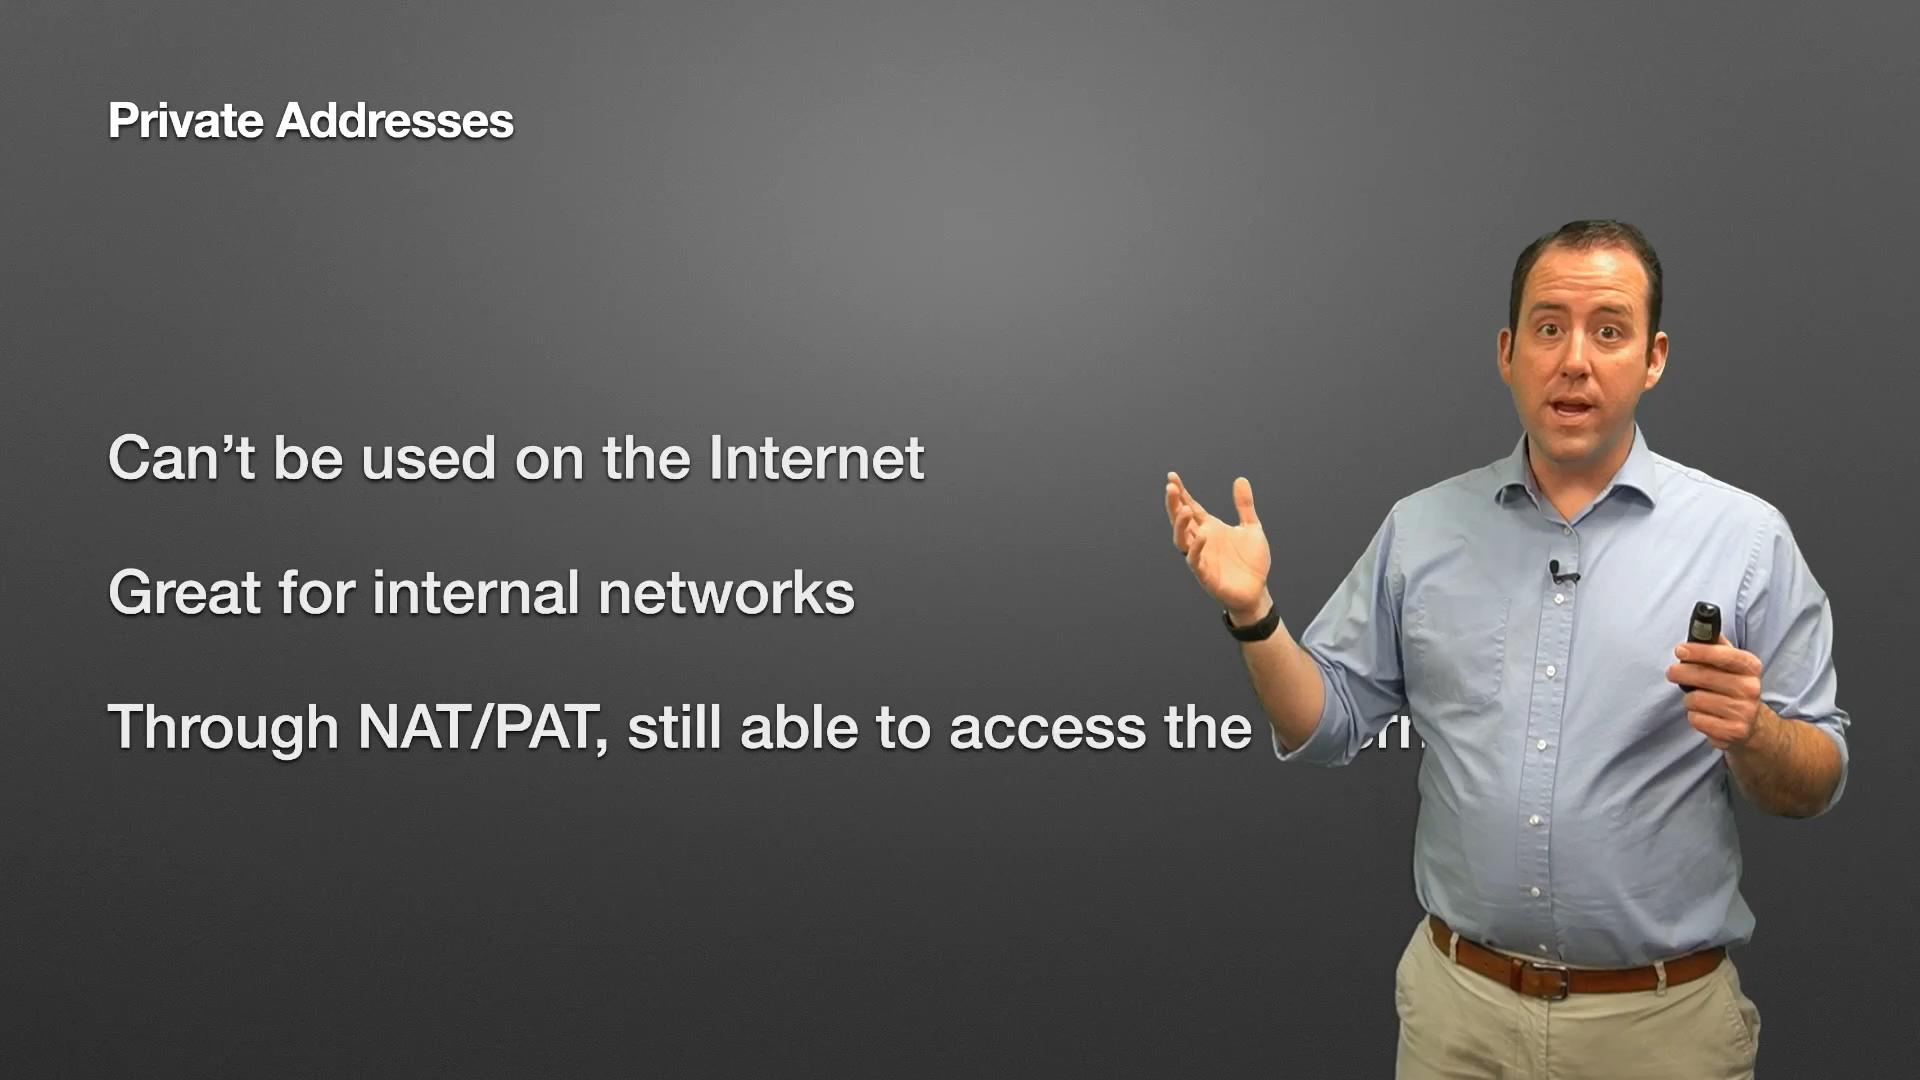 Private Addresses
Can’t be used on the Internet
Great for internal networks
Through NAT/PAT, still able to access the